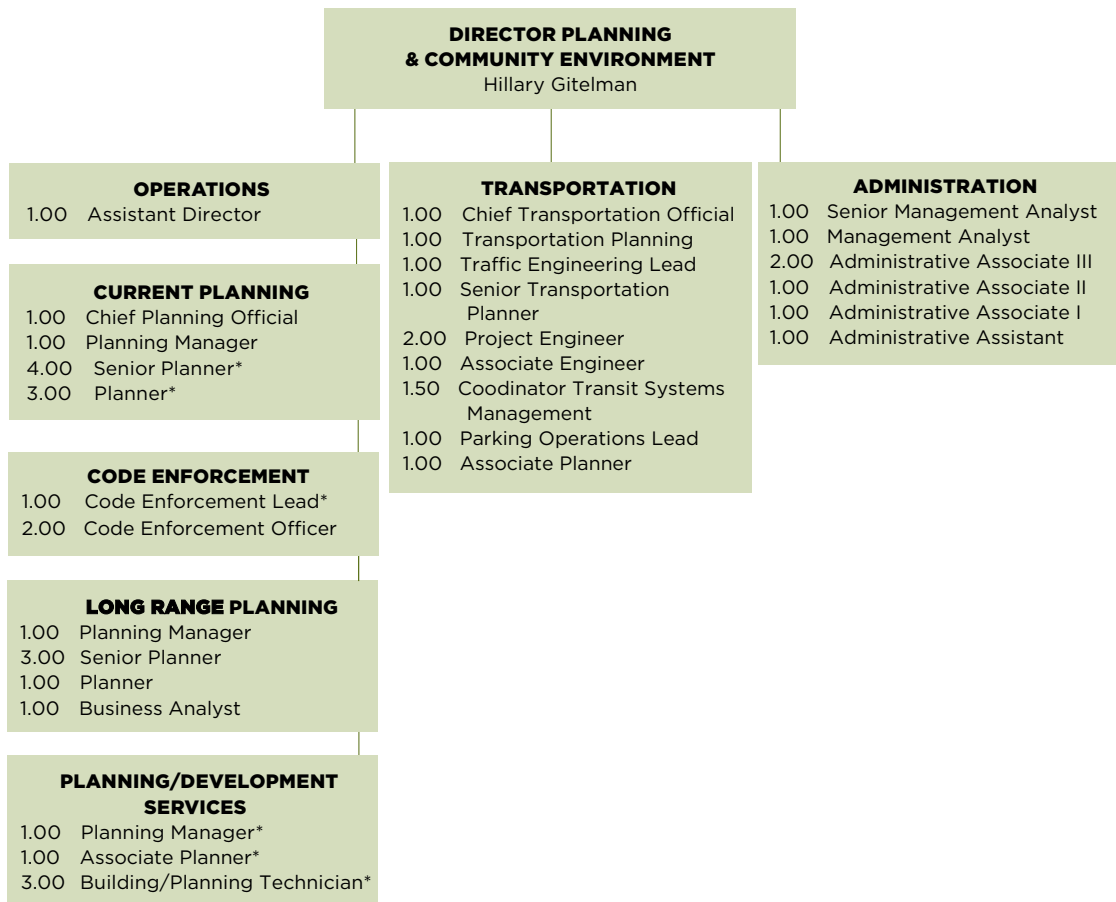 DIRECTOR PLANNING
& COMMUNITY ENVIRONMENT
Hillary Gitelman
OPERATIONS
1.00 Assistant Director
CURRENT PLANNING
1.00 Chief Planning Official
1.00 Planning Manager
4.00 Senior Planner*
3.00 Planner*
CODE ENFORCEMENT
1.00 Code Enforcement Lead*
2.00 Code Enforcement Officer
LONG RANGE PLANNING
1.00 Planning Manager
3.00 Senior Planner
1.00 Planner
1.00 Business Analyst
PLANNING/DEVELOPMENT
SERVICES
1.00 Planning Manager*
1.00 Associate Planner*
3.00 Building/Planning Technician*
TRANSPORTATION
1.00 Chief Transportation Official
1.00 Transportation Planning
1.00 Traffic Engineering Lead
1.00 Senior Transportation
Planner
2.00 Project Engineer
1.00 Associate Engineer
1.50 Coodinator Transit Systems
Management
1.00 Parking Operations Lead
1.00 Associate Planner
ADMINISTRATION
1.00 Senior Management Analyst
1.00 Management Analyst
2.00 Administrative Associate III
1.00 Administrative Associate II
1.00 Administrative Associate I
1.00 Administrative Assistant